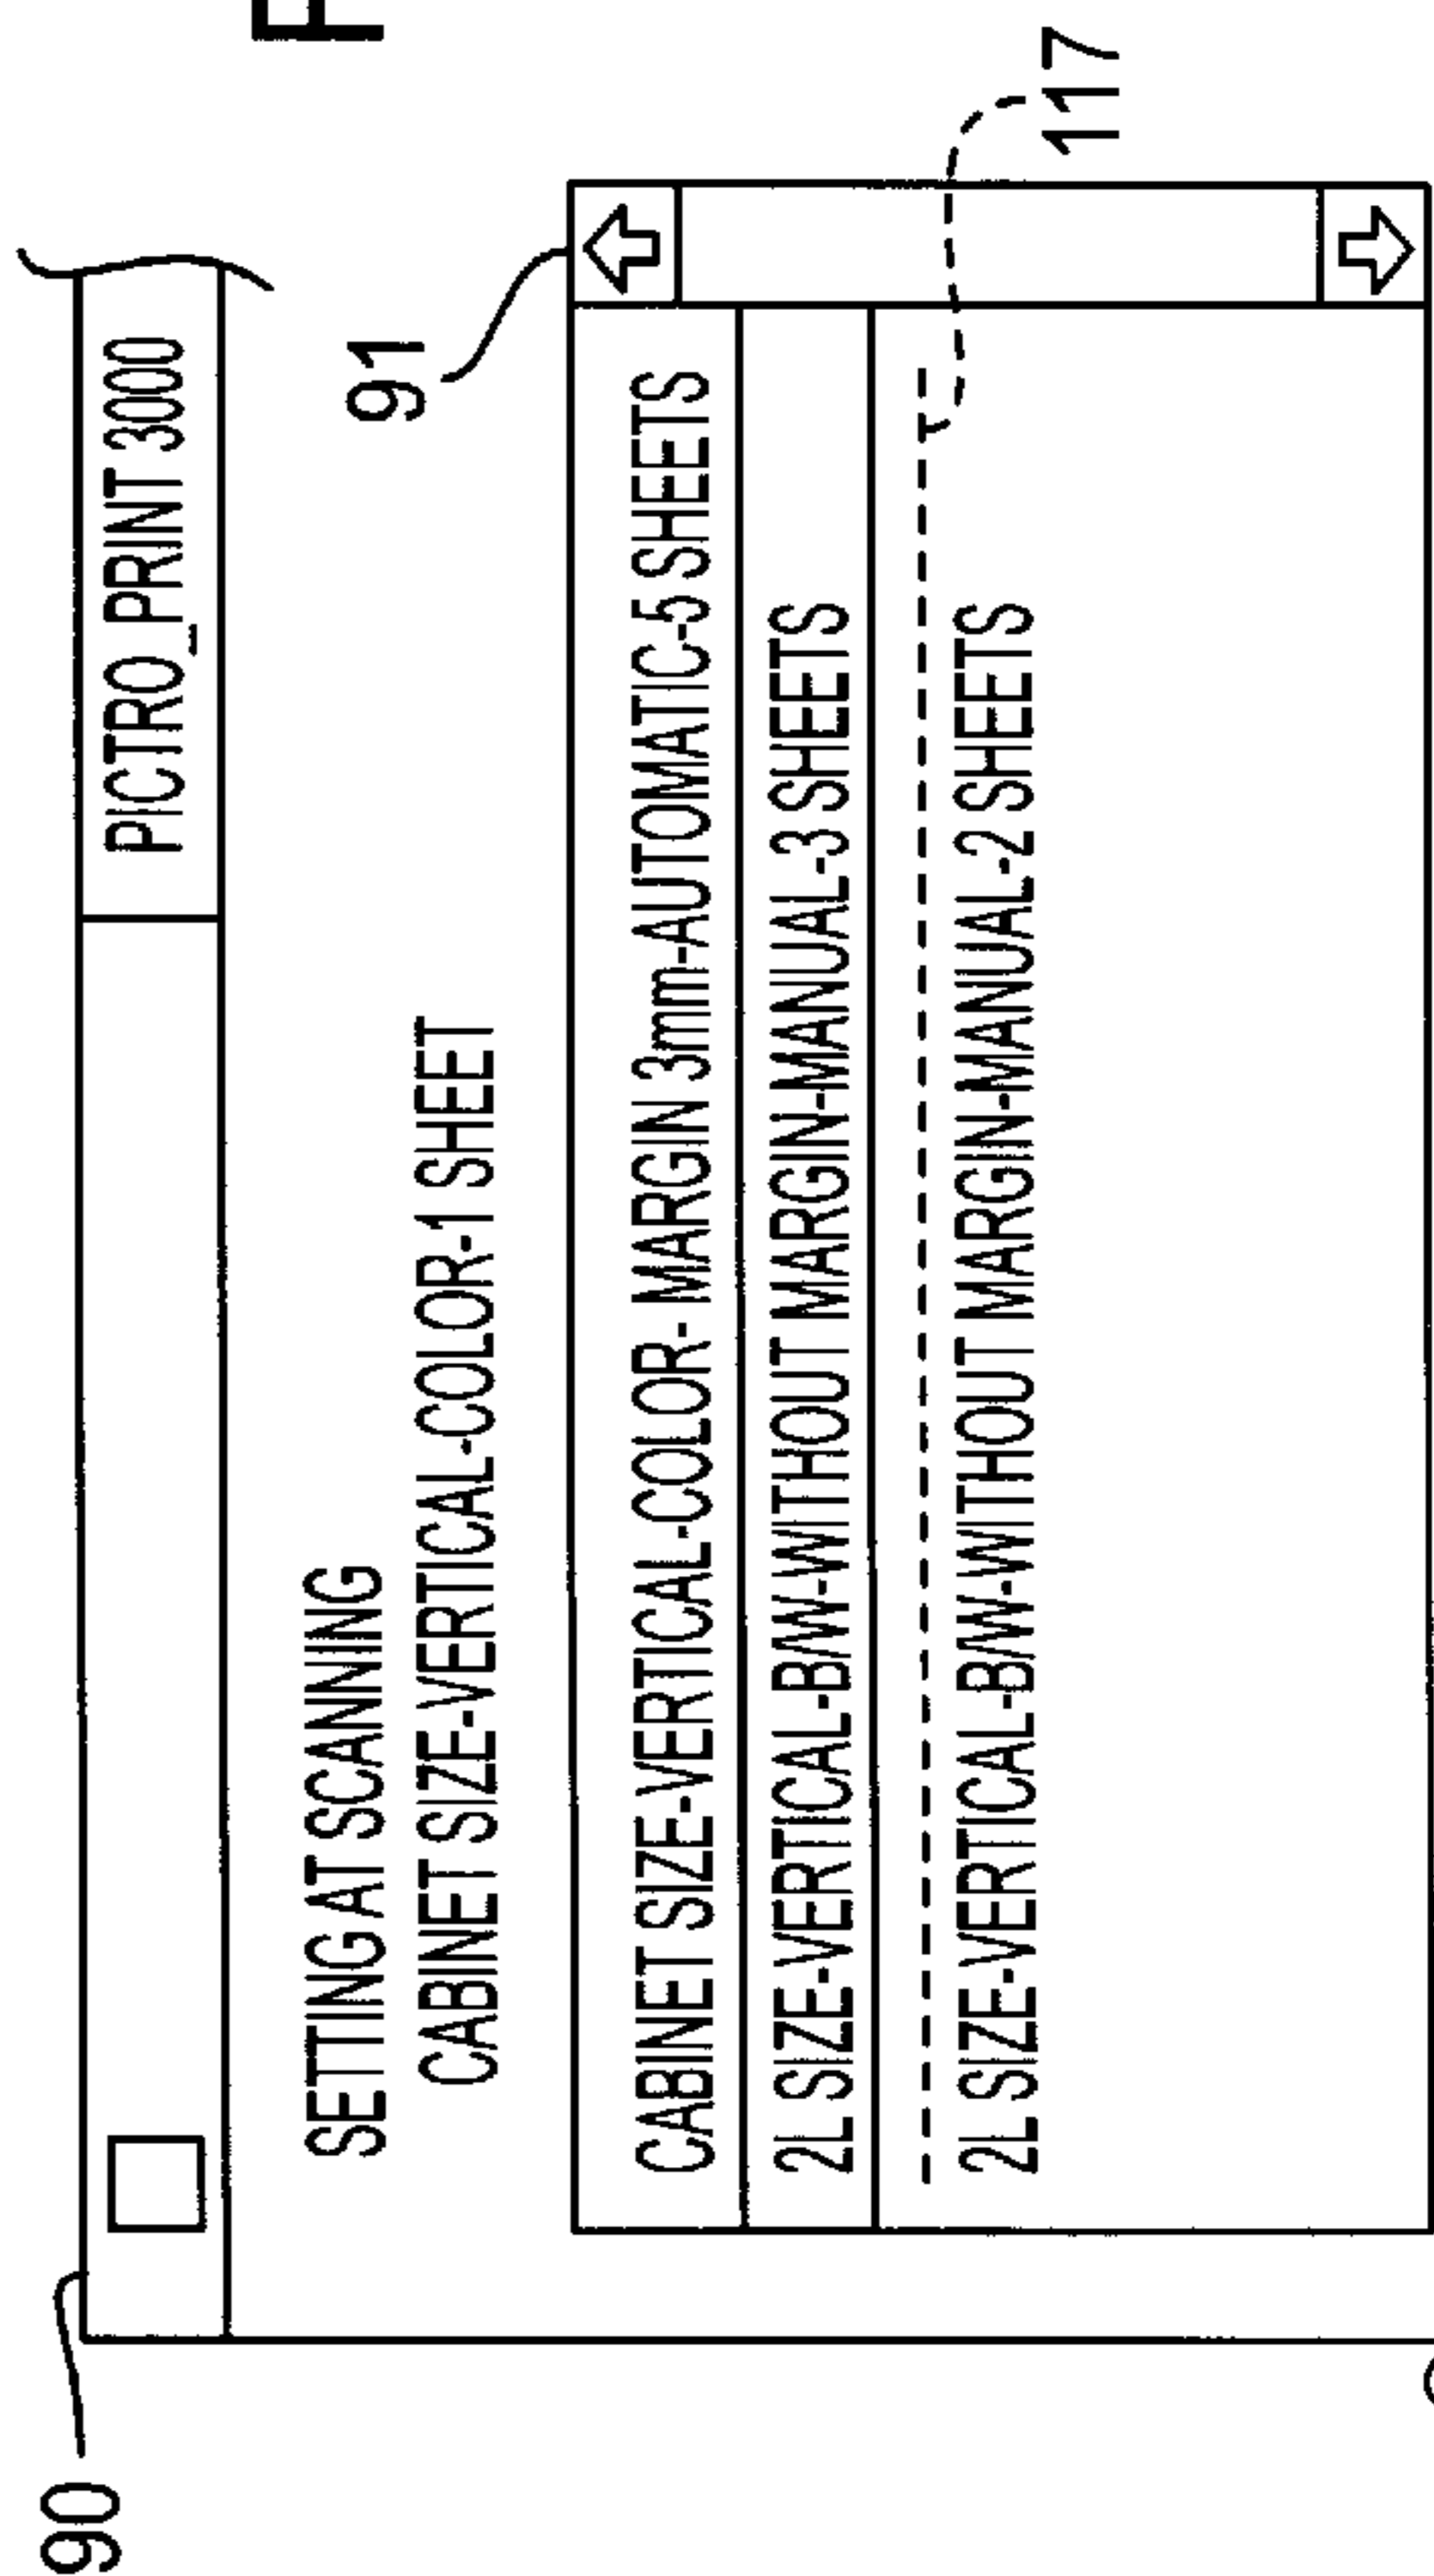 F
90
PICTRO_PRINT 3000
SETTING AT SCANNING
CABINET SIZE-VERTICAL-COLOR-1 SHEET
91
CABINET SIZE-VERTICAL-COLOR- MARGIN 3mm-AUTOMATIC-5 SHEETS
2L SIZE-VERTICAL-B/W-WITHOUT MARGIN-MANUAL-3 SHEETS
117
2L SIZE-VERTICAL-B/W-WITHOUT MARGIN-MANUAL-2 SHEETS